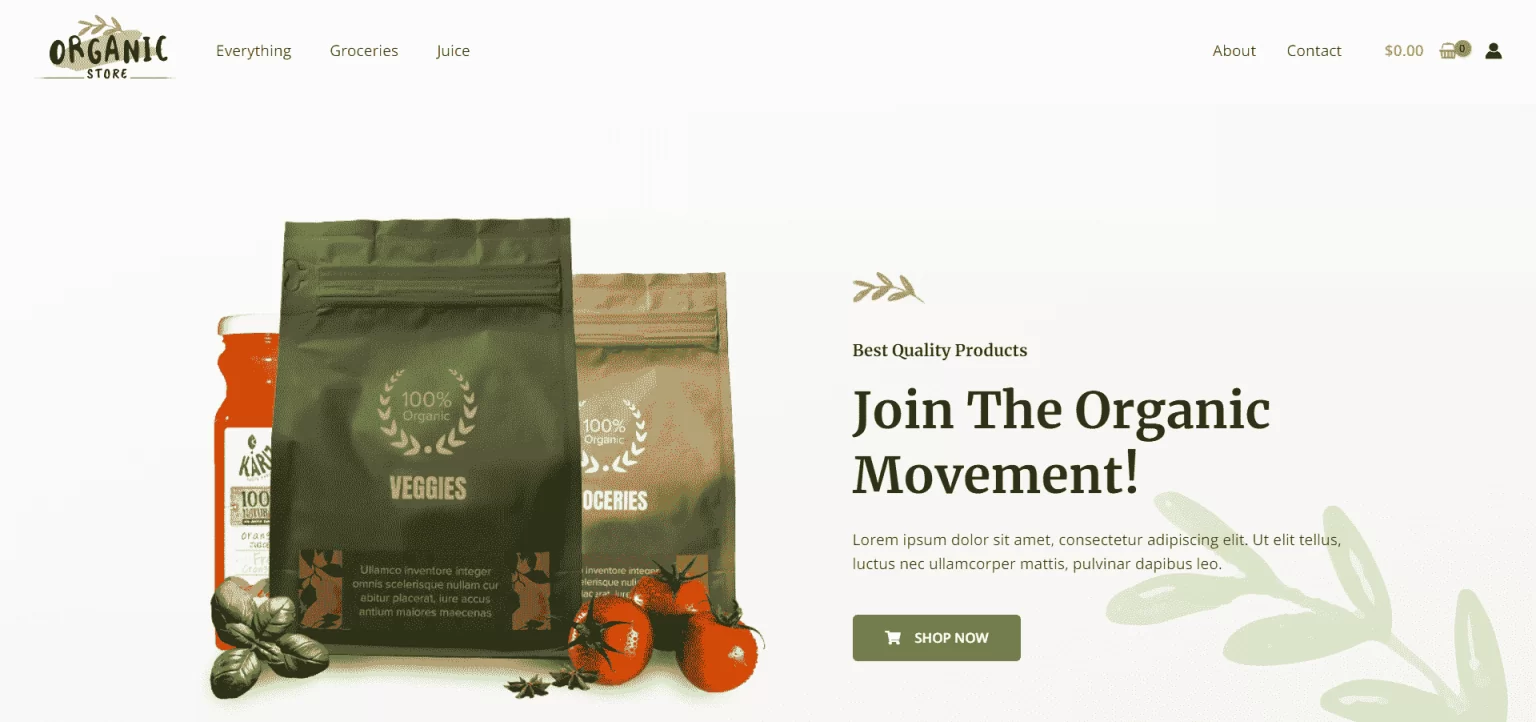 ORGANIC
STORE
Everything
Groceries
Juice
About
Contact
$0.00
0
Best Quality Products
Join The Organic
Movement!
Lorem ipsum dolor sit amet, consectetur adipiscing elit. Ut elit tellus,
luctus nec ullamcorper mattis, pulvinar dapibus leo.
SHOP NOW
100%
Organic
VEGGIES
Ullamco inventore integer
omnis scelerisque nullam cur
abitur placerat, iure accus
antium maiores maecenas
100%
Organic
OCERIES
100